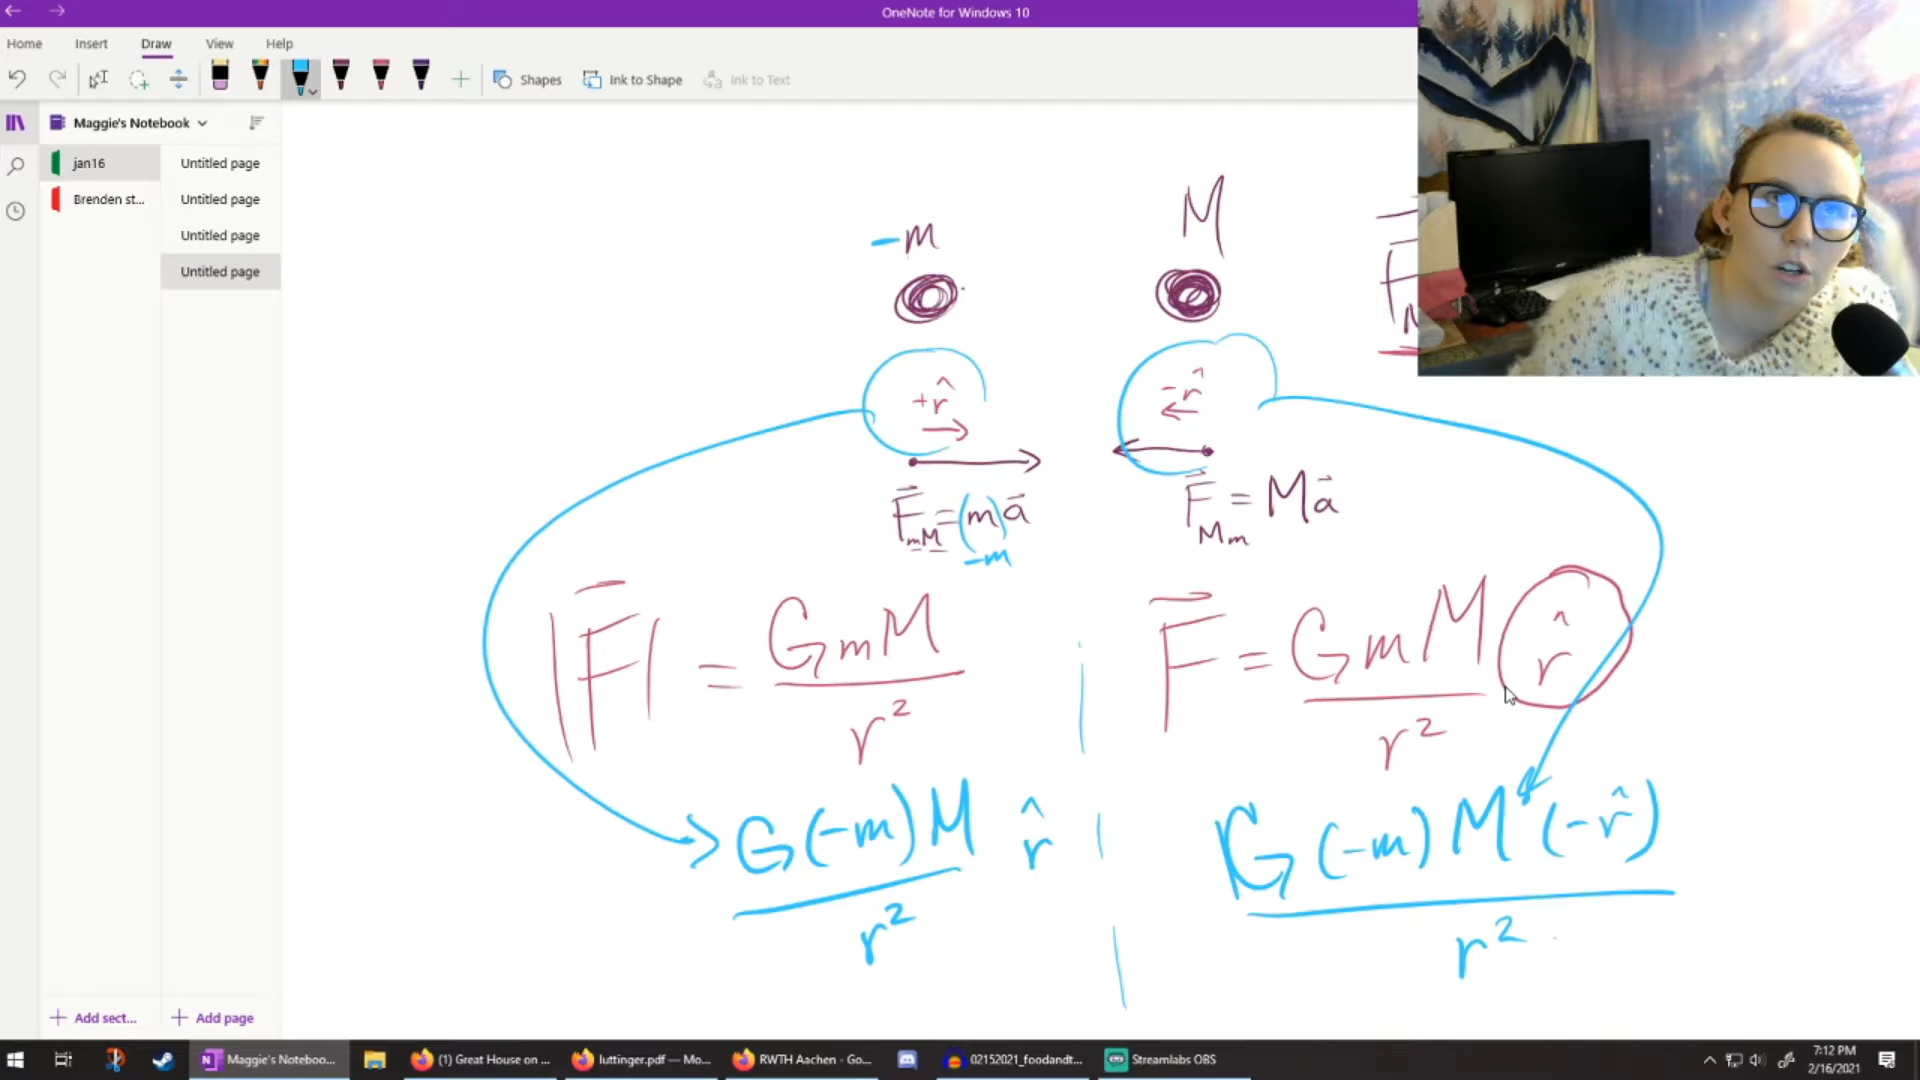 OneNote for Windows 10
Home Insert Draw View Help
Shapes Ink to Shape Ink to Text
Maggie's Notebook
jan16 Untitled page
Brenden st... Untitled page
Untitled page
Untitled page
-m M
+r̂ -r̂
F⃗mM = (m)a⃗ F⃗Mm = Ma⃗
-m
|F⃗| = GmM / r² F⃗ = GmM / r² r̂
G(-m)M / r² r̂ G(-m)M(-r̂) / r²
Add sect... Add page
Maggie's Noteboo... (1) Great House on ... luttinger.pdf — Mo... RWTH Aachen - Go... 02152021_foodandt... Streamlabs OBS
7:12 PM
2/16/2021